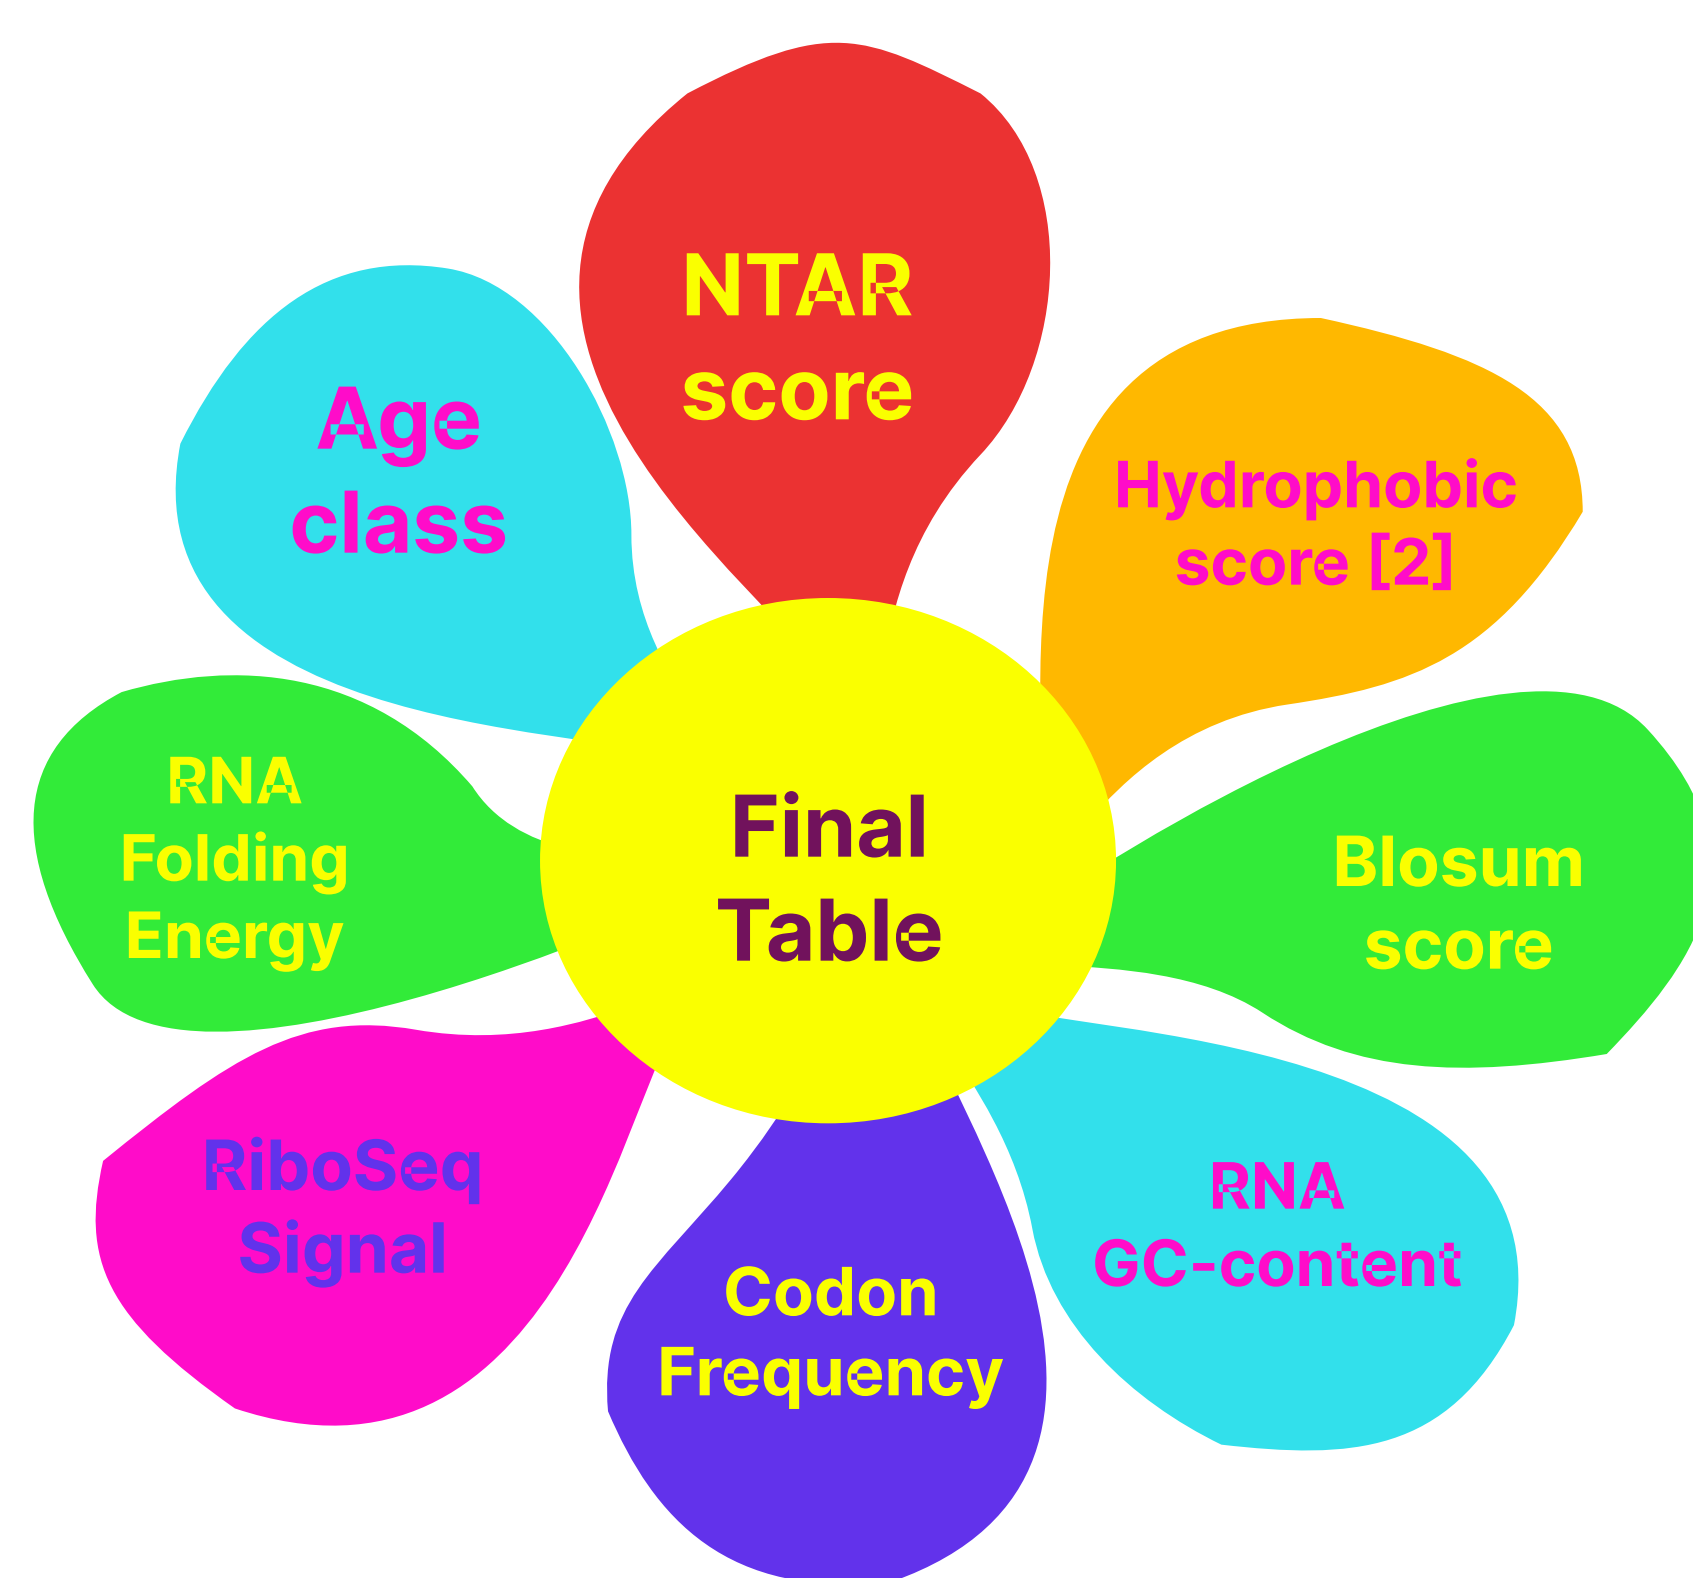 NTAR
score
Age
class
Hydrophobic
score [2]
RNA
Folding
Energy
Final
Table
Blosum
score
RiboSeq
Signal
RNA
GC-content
Codon
Frequency